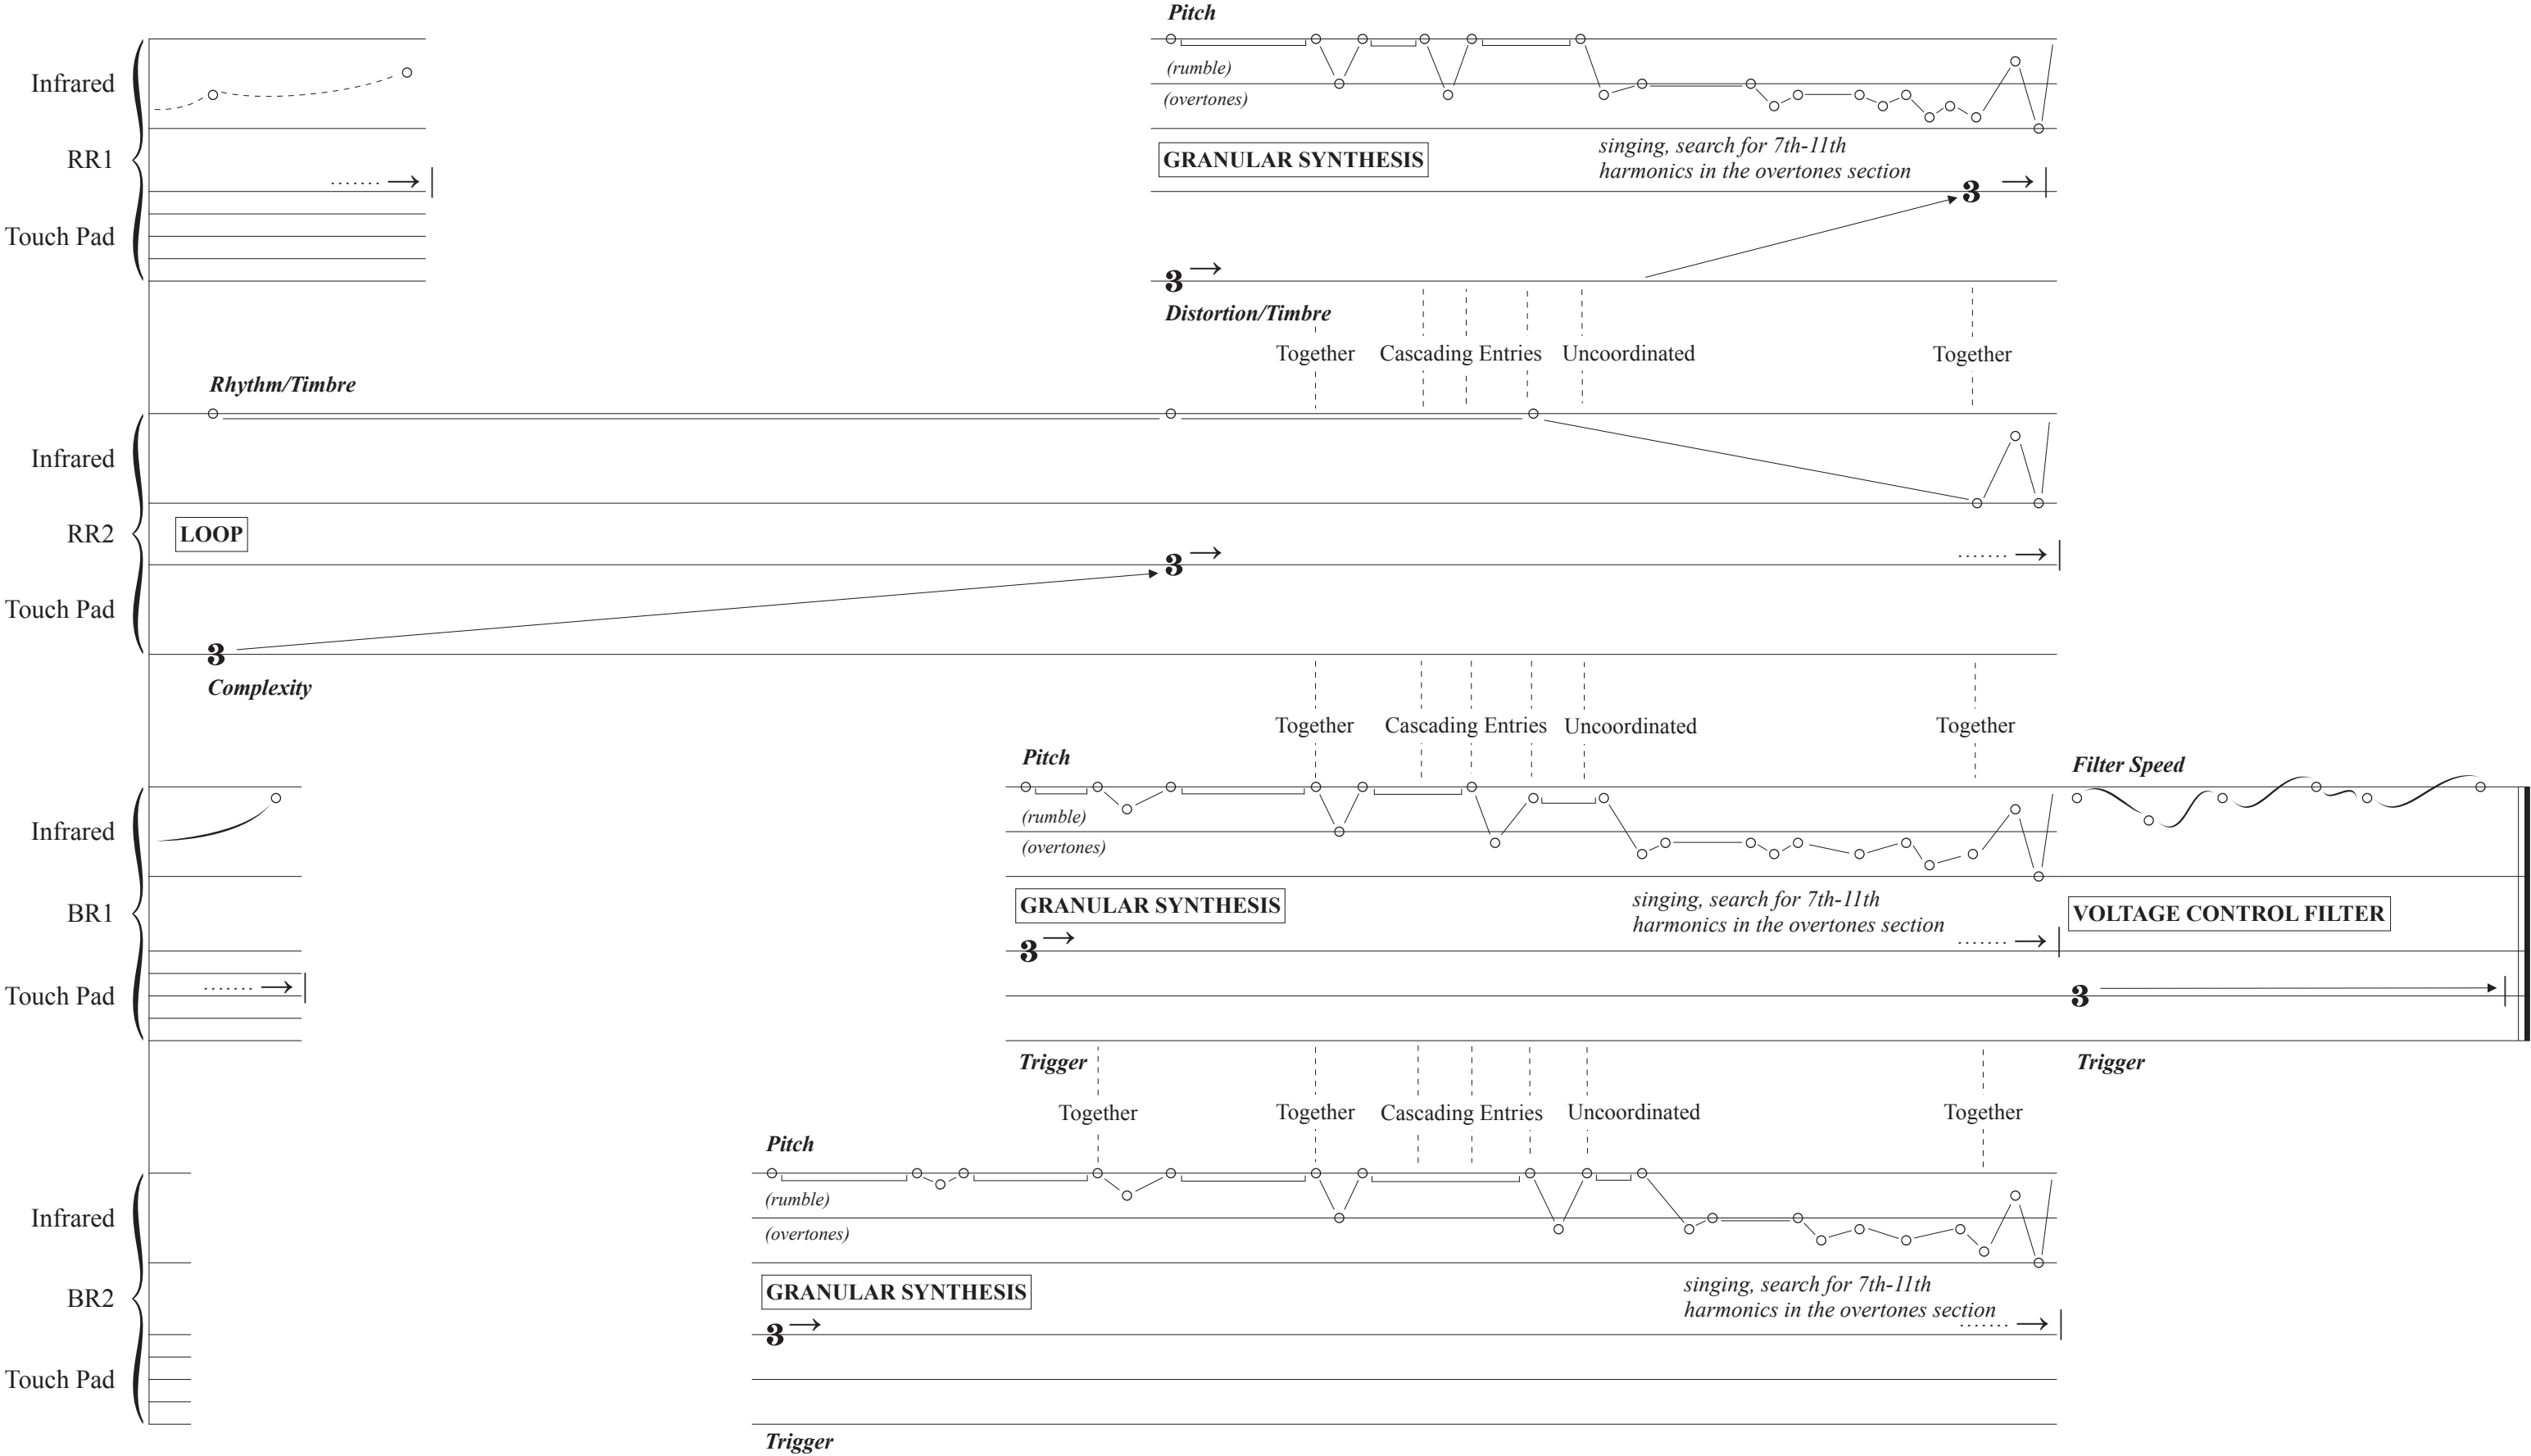 Pitch
Infrared
(rumble)
(overtones)
RR1
GRANULAR SYNTHESIS
singing, search for 7th-11th
harmonics in the overtones section
3
Touch Pad
3
Distortion/Timbre
Together Cascading Entries Uncoordinated Together
Rhythm/Timbre
Infrared
RR2
LOOP
3
Touch Pad
3
Complexity
Together Cascading Entries Uncoordinated Together
Pitch
Filter Speed
Infrared
(rumble)
(overtones)
BR1
GRANULAR SYNTHESIS
singing, search for 7th-11th
harmonics in the overtones section
VOLTAGE CONTROL FILTER
3
Touch Pad
3
Trigger
Trigger
Together Together Cascading Entries Uncoordinated Together
Pitch
Infrared
(rumble)
(overtones)
BR2
GRANULAR SYNTHESIS
singing, search for 7th-11th
harmonics in the overtones section
3
Touch Pad
Trigger